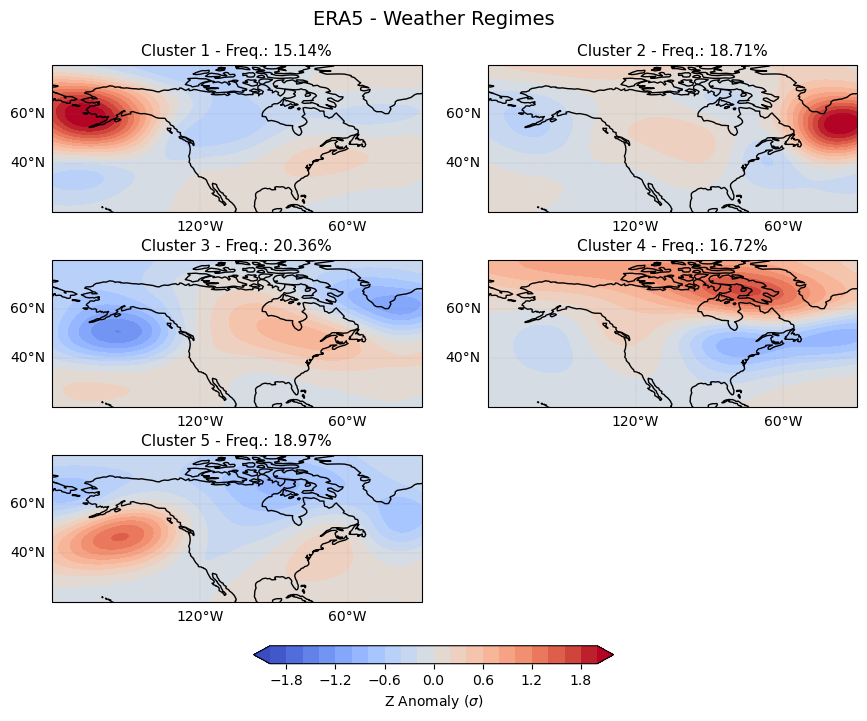 ERA5 - Weather Regimes
Cluster 1 - Freq.: 15.14%
Cluster 2 - Freq.: 18.71%
60°N
40°N
120°W
60°W
60°N
40°N
120°W
60°W
Cluster 3 - Freq.: 20.36%
Cluster 4 - Freq.: 16.72%
60°N
40°N
120°W
60°W
60°N
40°N
120°W
60°W
Cluster 5 - Freq.: 18.97%
60°N
40°N
120°W
60°W
−1.8 −1.2 −0.6 0.0 0.6 1.2 1.8
Z Anomaly (σ)